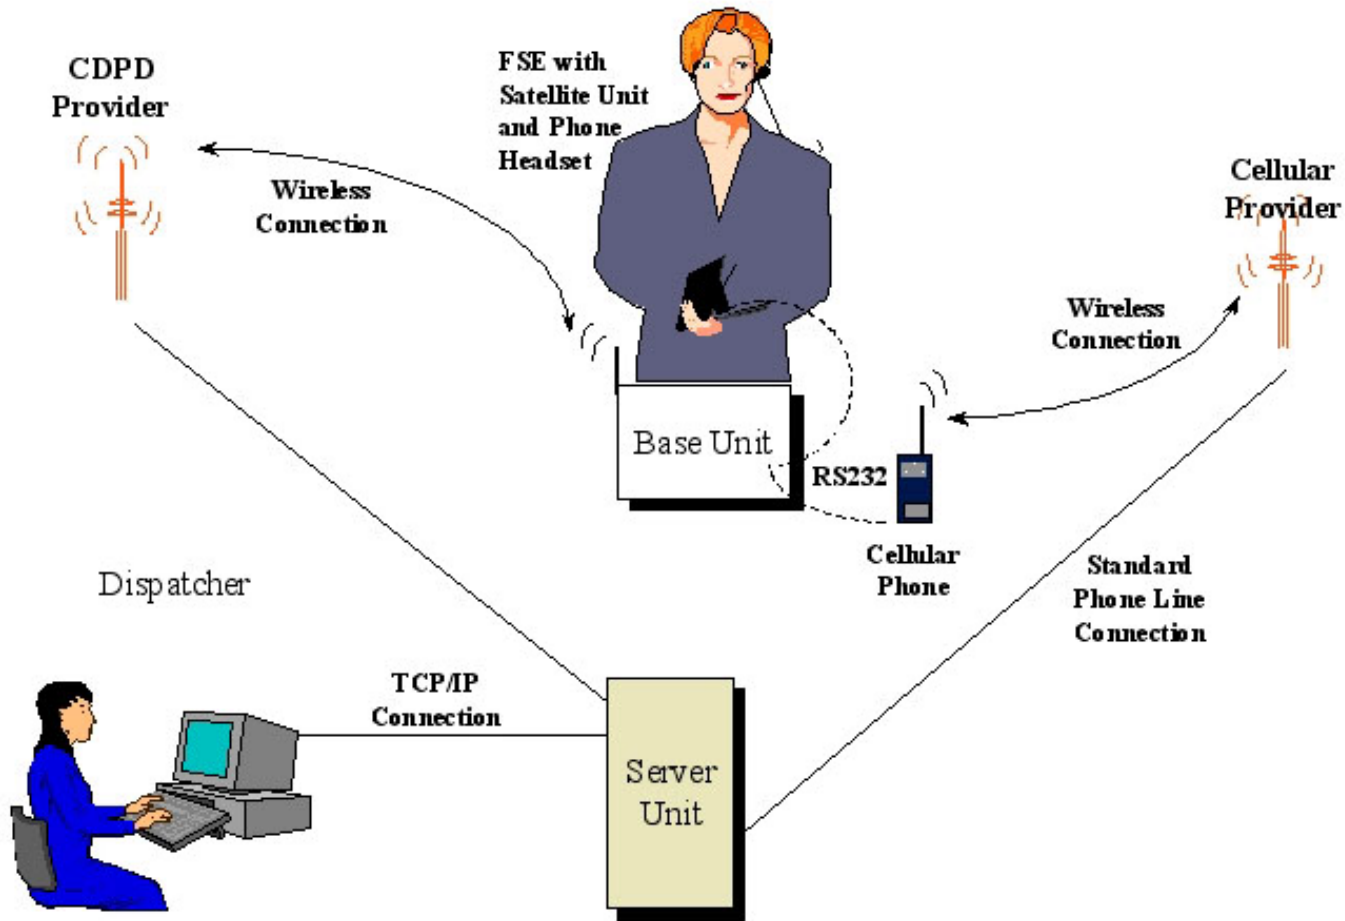 CDPD
Provider
FSE with
Satellite Unit
and Phone
Headset
Wireless
Connection
Cellular
Provider
Wireless
Connection
Base Unit
RS232
Cellular
Phone
Standard
Phone Line
Connection
Dispatcher
TCP/IP
Connection
Server
Unit